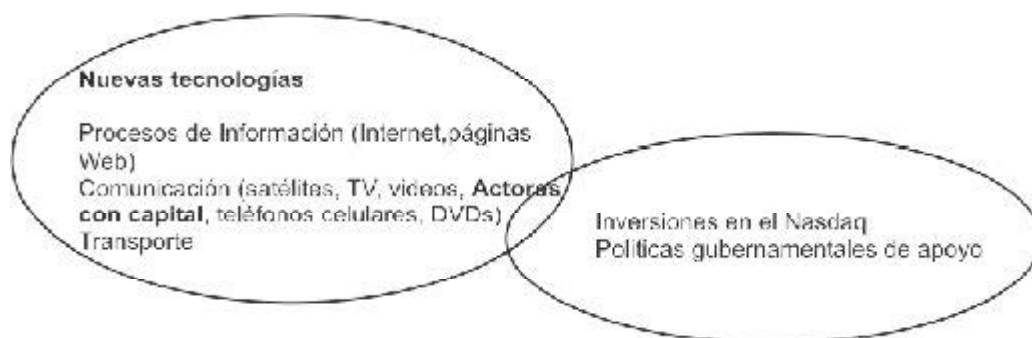 Nuevas tecnologías
Procesos de Información (Internet,páginas
Web)
Comunicación (satélites, TV, videos, Actores
con capital, teléfonos celulares, DVDs)
Transporte
Inversiones en el Nasdaq
Políticas gubernamentales de apoyo